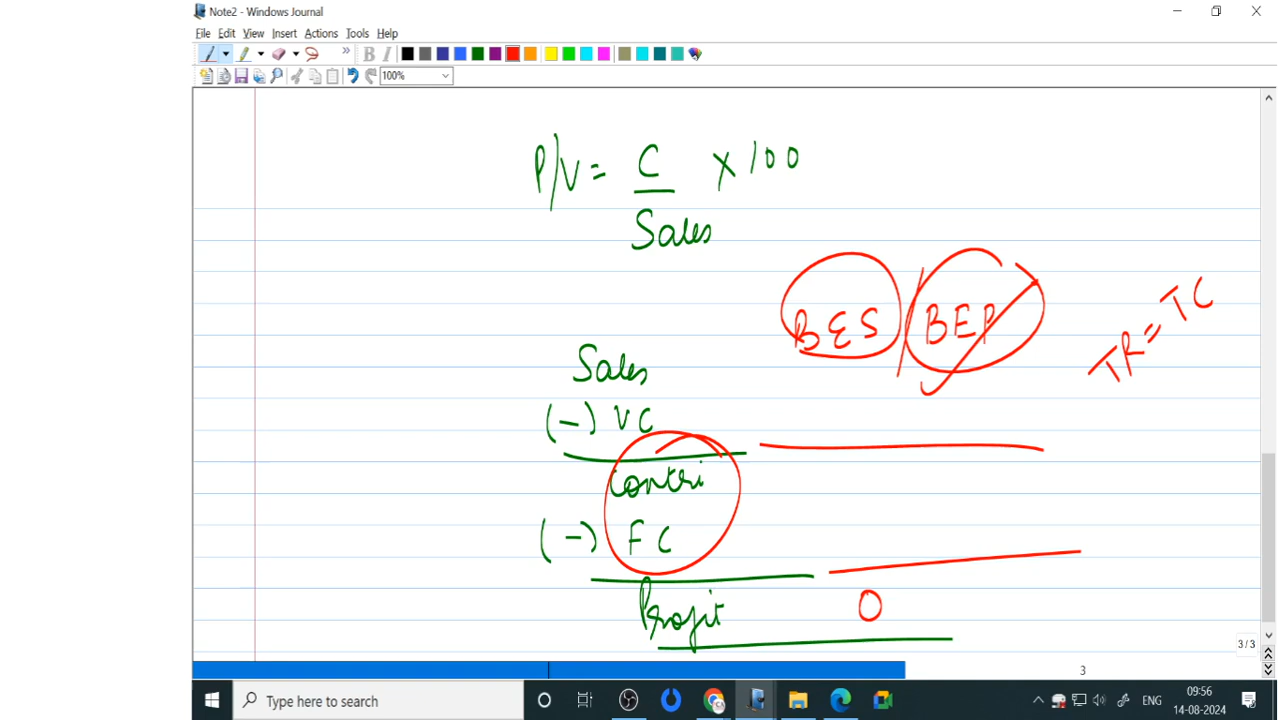 Note2 - Windows Journal
File Edit View Insert Actions Tools Help
» B I
100%
P/V = C × 100
Sales
BES / BEP
TR = TC
Sales
(-) VC
Contri
(-) FC
Profit 0
3 / 3
3
Type here to search
ENG
09:56
14-08-2024